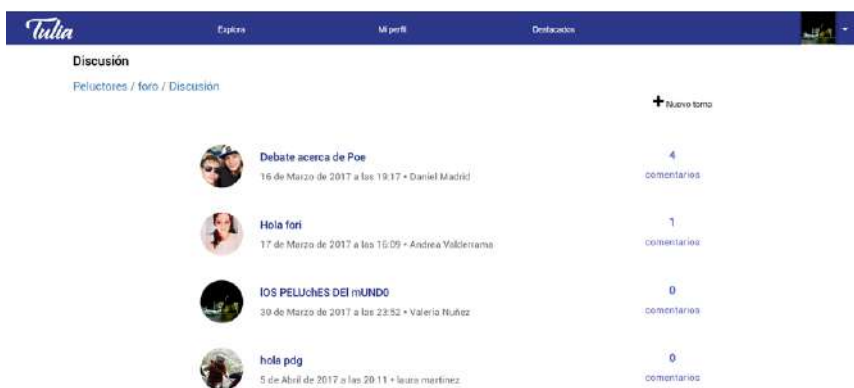 Tulia
Explora
Mi perfil
Destacados
Discusión
Peluctores / foro / Discusión
Nuevo tema
Debate acerca de Poe
4
16 de Marzo de 2017 a las 19:17 • Daniel Madrid
comentarios
Hola fori
1
17 de Marzo de 2017 a las 16:09 • Andrea Valderrama
comentarios
lOS PELUchES DEl mUND0
0
30 de Marzo de 2017 a las 23:52 • Valeria Nuñez
comentarios
hola pdg
0
5 de Abril de 2017 a las 20:11 • laura martinez
comentarios